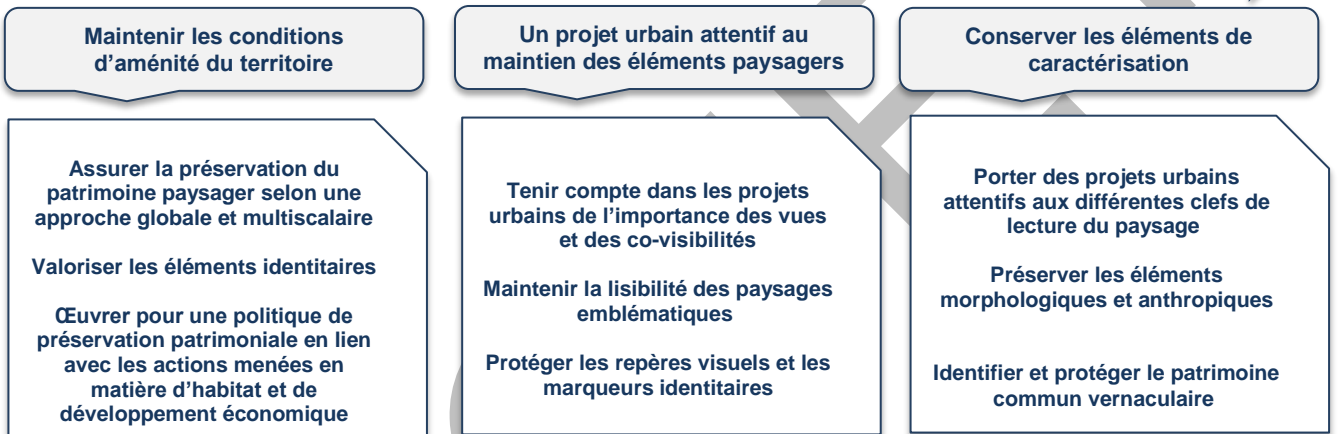 Maintenir les conditions
d’aménité du territoire
Assurer la préservation du
patrimoine paysager selon une
approche globale et multiscalaire
Valoriser les éléments identitaires
Œuvrer pour une politique de
préservation patrimoniale en lien
avec les actions menées en
matière d’habitat et de
développement économique
Un projet urbain attentif au
maintien des éléments paysagers
Tenir compte dans les projets
urbains de l’importance des vues
et des co-visibilités
Maintenir la lisibilité des paysages
emblématiques
Protéger les repères visuels et les
marqueurs identitaires
Conserver les éléments de
caractérisation
Porter des projets urbains
attentifs aux différentes clefs de
lecture du paysage
Préserver les éléments
morphologiques et anthropiques
Identifier et protéger le patrimoine
commun vernaculaire